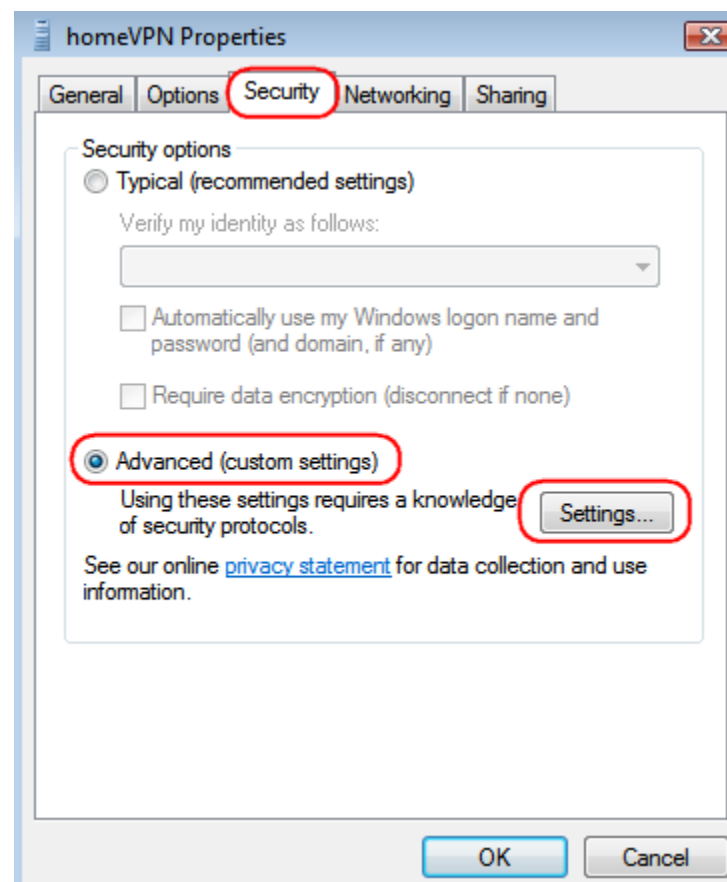 homeVPN Properties
General Options Security Networking Sharing
Security options
Typical (recommended settings)
Verify my identity as follows:
Automatically use my Windows logon name and
password (and domain, if any)
Require data encryption (disconnect if none)
Advanced (custom settings)
Using these settings requires a knowledge
of security protocols.
Settings...
See our online privacy statement for data collection and use
information.
OK Cancel